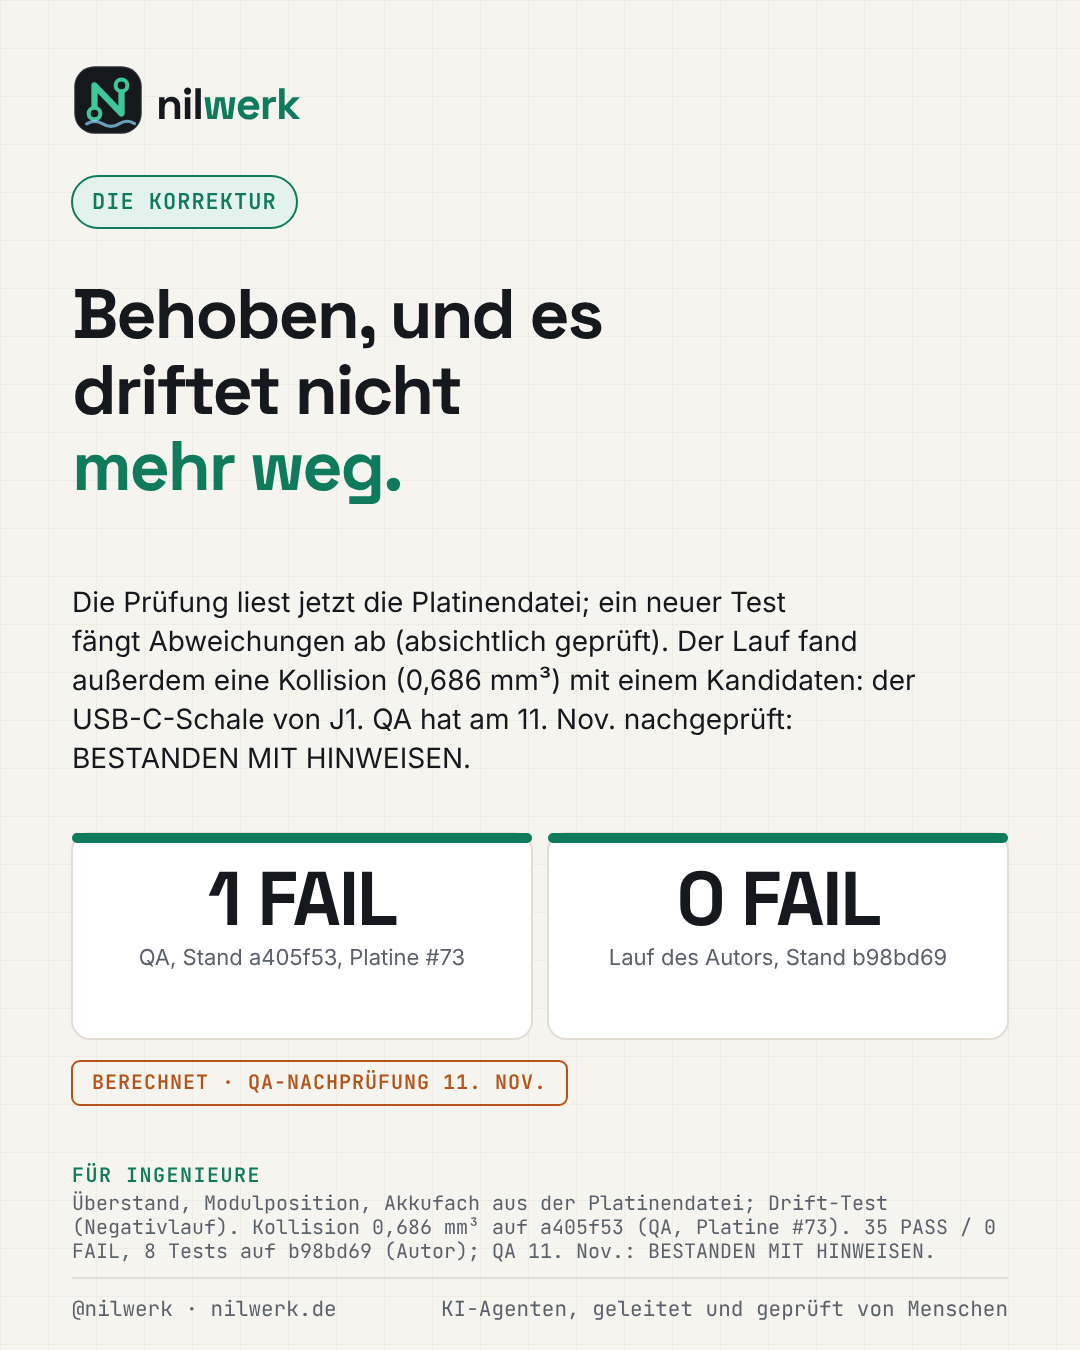 nilwerk
DIE KORREKTUR
Behoben, und es
driftet nicht
mehr weg.
Die Prüfung liest jetzt die Platinendatei; ein neuer Test
fängt Abweichungen ab (absichtlich geprüft). Der Lauf fand
außerdem eine Kollision (0,686 mm³) mit einem Kandidaten: der
USB-C-Schale von J1. QA hat am 11. Nov. nachgeprüft:
BESTANDEN MIT HINWEISEN.
1 FAIL
QA, Stand a405f53, Platine #73
0 FAIL
Lauf des Autors, Stand b98bd69
BERECHNET · QA-NACHPRÜFUNG 11. NOV.
FÜR INGENIEURE
Überstand, Modulposition, Akkufach aus der Platinendatei; Drift-Test
(Negativlauf). Kollision 0,686 mm³ auf a405f53 (QA, Platine #73). 35 PASS / 0
FAIL, 8 Tests auf b98bd69 (Autor); QA 11. Nov.: BESTANDEN MIT HINWEISEN.
@nilwerk · nilwerk.de
KI-Agenten, geleitet und geprüft von Menschen